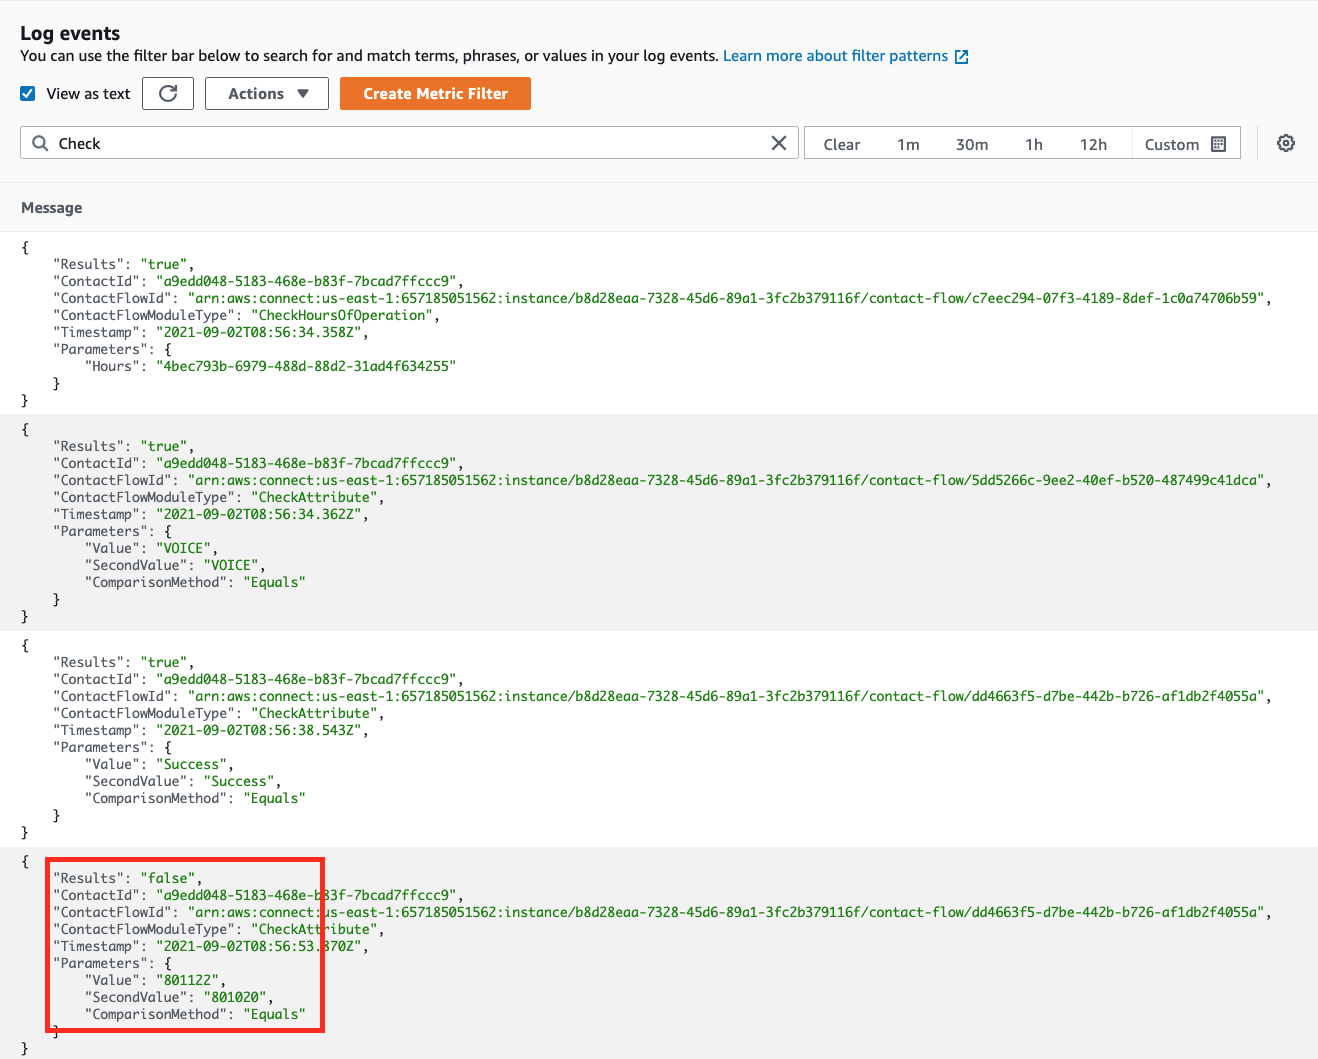 Log events
You can use the filter bar below to search for and match terms, phrases, or values in your log events. Learn more about filter patterns
View as text
Actions
Create Metric Filter
Check
Clear 1m 30m 1h 12h Custom
Message
{
"Results": "true",
"ContactId": "a9edd048-5183-468e-b83f-7bcad7ffccc9",
"ContactFlowId": "arn:aws:connect:us-east-1:657185051562:instance/b8d28eaa-7328-45d6-89a1-3fc2b379116f/contact-flow/c7eec294-07f3-4189-8def-1c0a74706b59",
"ContactFlowModuleType": "CheckHoursOfOperation",
"Timestamp": "2021-09-02T08:56:34.358Z",
"Parameters": {
"Hours": "4bec793b-6979-488d-88d2-31ad4f634255"
}
}
{
"Results": "true",
"ContactId": "a9edd048-5183-468e-b83f-7bcad7ffccc9",
"ContactFlowId": "arn:aws:connect:us-east-1:657185051562:instance/b8d28eaa-7328-45d6-89a1-3fc2b379116f/contact-flow/5dd5266c-9ee2-40ef-b520-487499c41dca",
"ContactFlowModuleType": "CheckAttribute",
"Timestamp": "2021-09-02T08:56:34.362Z",
"Parameters": {
"Value": "VOICE",
"SecondValue": "VOICE",
"ComparisonMethod": "Equals"
}
}
{
"Results": "true",
"ContactId": "a9edd048-5183-468e-b83f-7bcad7ffccc9",
"ContactFlowId": "arn:aws:connect:us-east-1:657185051562:instance/b8d28eaa-7328-45d6-89a1-3fc2b379116f/contact-flow/dd4663f5-d7be-442b-b726-af1db2f4055a",
"ContactFlowModuleType": "CheckAttribute",
"Timestamp": "2021-09-02T08:56:38.543Z",
"Parameters": {
"Value": "Success",
"SecondValue": "Success",
"ComparisonMethod": "Equals"
}
}
{
"Results": "false",
"ContactId": "a9edd048-5183-468e-b83f-7bcad7ffccc9",
"ContactFlowId": "arn:aws:connect:us-east-1:657185051562:instance/b8d28eaa-7328-45d6-89a1-3fc2b379116f/contact-flow/dd4663f5-d7be-442b-b726-af1db2f4055a",
"ContactFlowModuleType": "CheckAttribute",
"Timestamp": "2021-09-02T08:56:53.870Z",
"Parameters": {
"Value": "801122",
"SecondValue": "801020",
"ComparisonMethod": "Equals"
}
}